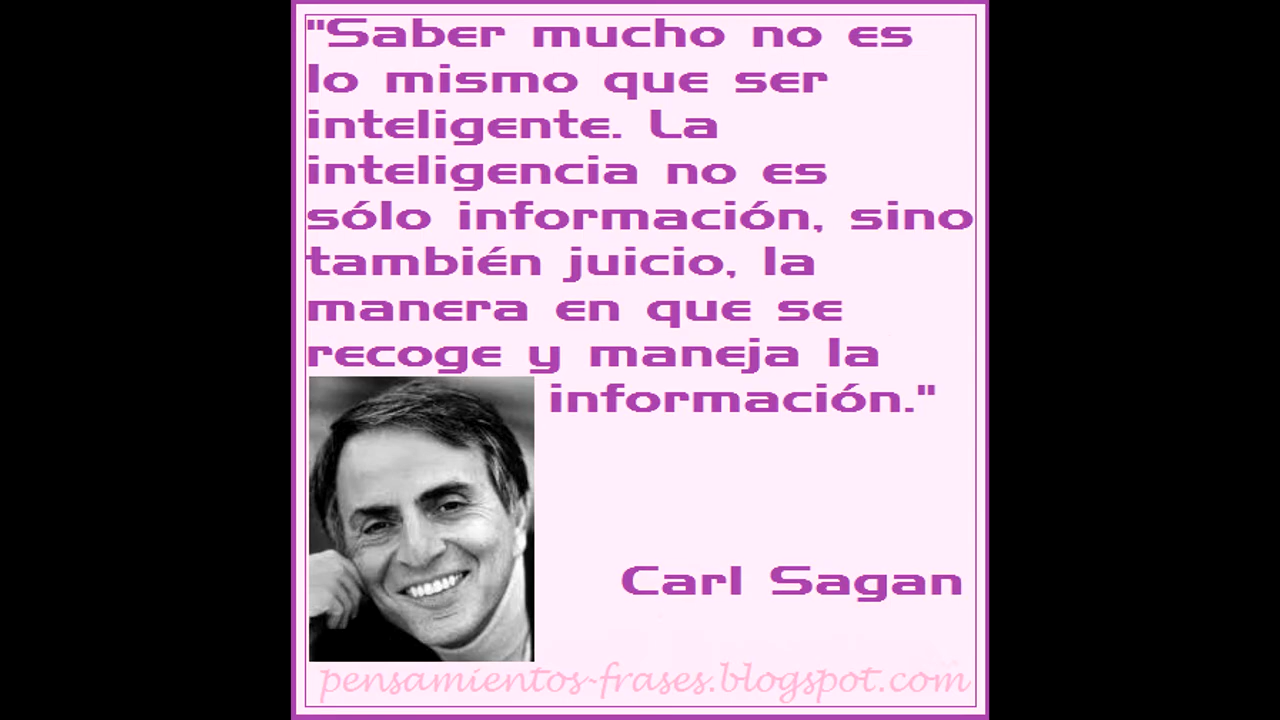 "Saber mucho no es
lo mismo que ser
inteligente. La
inteligencia no es
sólo información, sino
también juicio, la
manera en que se
recoge y maneja la
información."
Carl Sagan
pensamientos-frases.blogspot.com